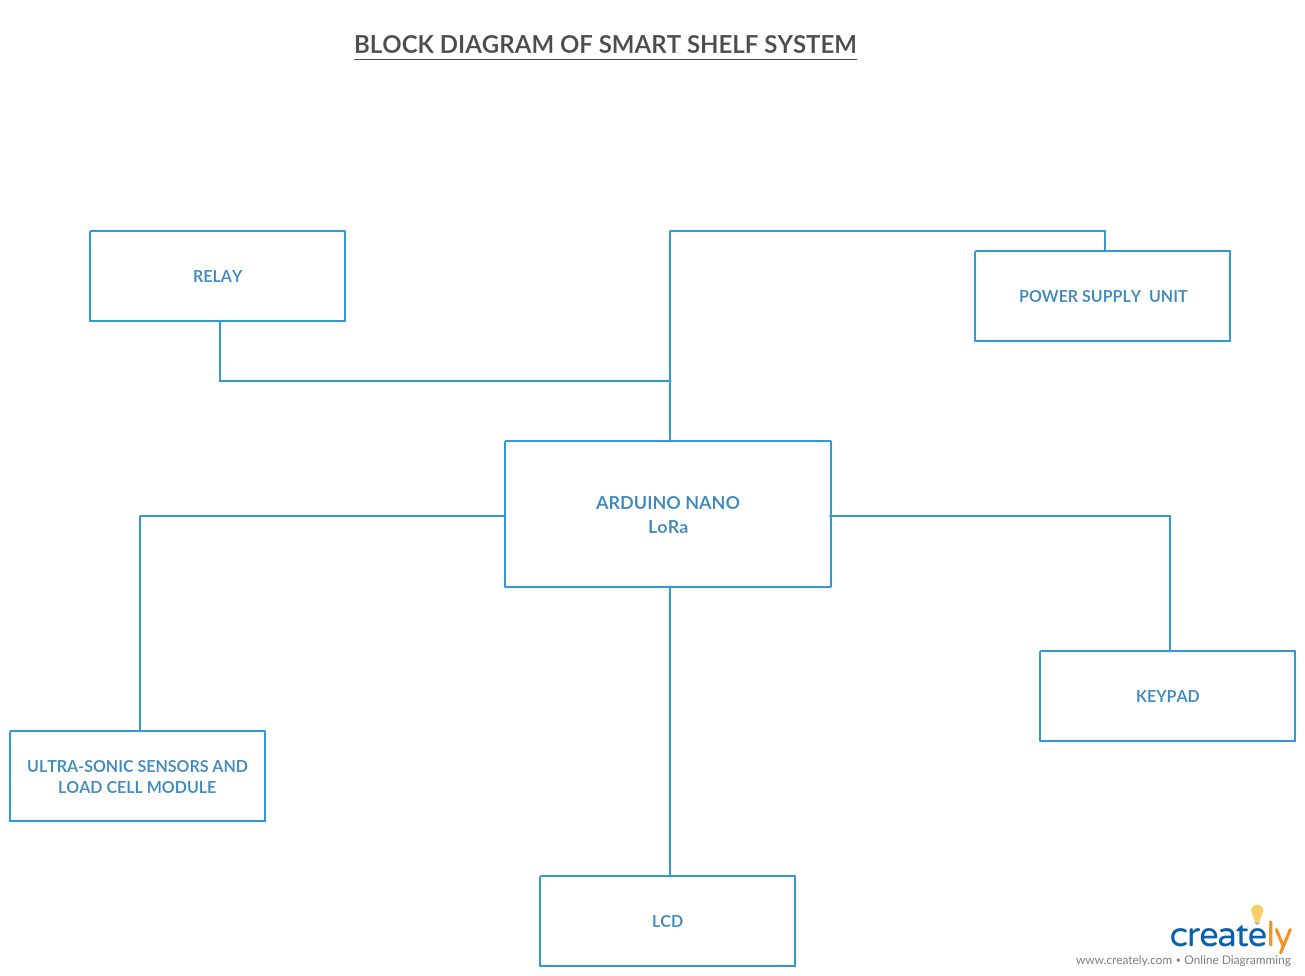 BLOCK DIAGRAM OF SMART SHELF SYSTEM
RELAY
POWER SUPPLY  UNIT
ARDUINO NANO
LoRa
KEYPAD
ULTRA-SONIC SENSORS AND
LOAD CELL MODULE
LCD
creately
www.creately.com • Online Diagramming